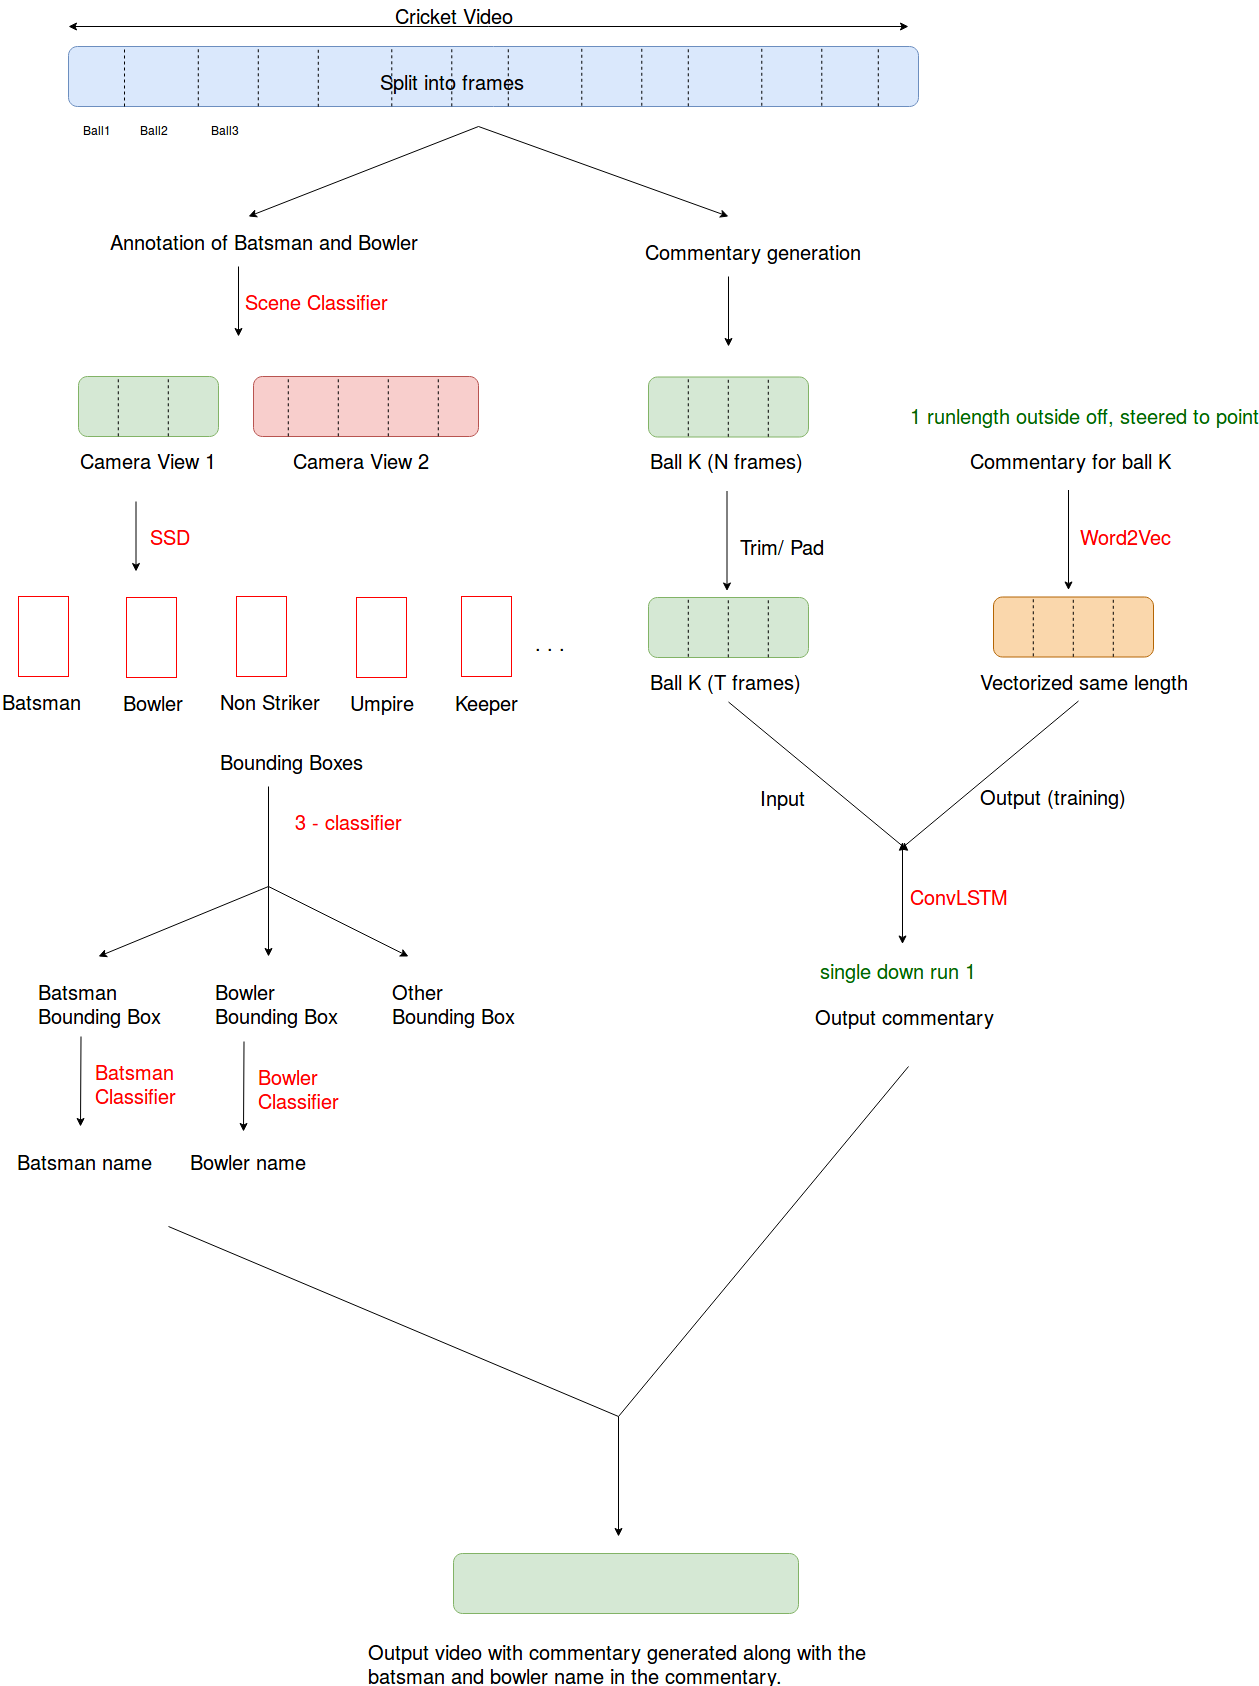 Cricket Video
Split into frames
Ball1 Ball2 Ball3
Annotation of Batsman and Bowler
Commentary generation
Scene Classifier
1 runlength outside off, steered to point
Camera View 1
Camera View 2
Ball K (N frames)
Commentary for ball K
SSD
Trim/ Pad
Word2Vec
Batsman
Bowler
Non Striker
Umpire
Keeper
. . .
Ball K (T frames)
Vectorized same length
Bounding Boxes
Input
Output (training)
3 - classifier
ConvLSTM
single down run 1
Output commentary
Batsman
Bounding Box
Bowler
Bounding Box
Other
Bounding Box
Batsman
Classifier
Bowler
Classifier
Batsman name
Bowler name
Output video with commentary generated along with the
batsman and bowler name in the commentary.